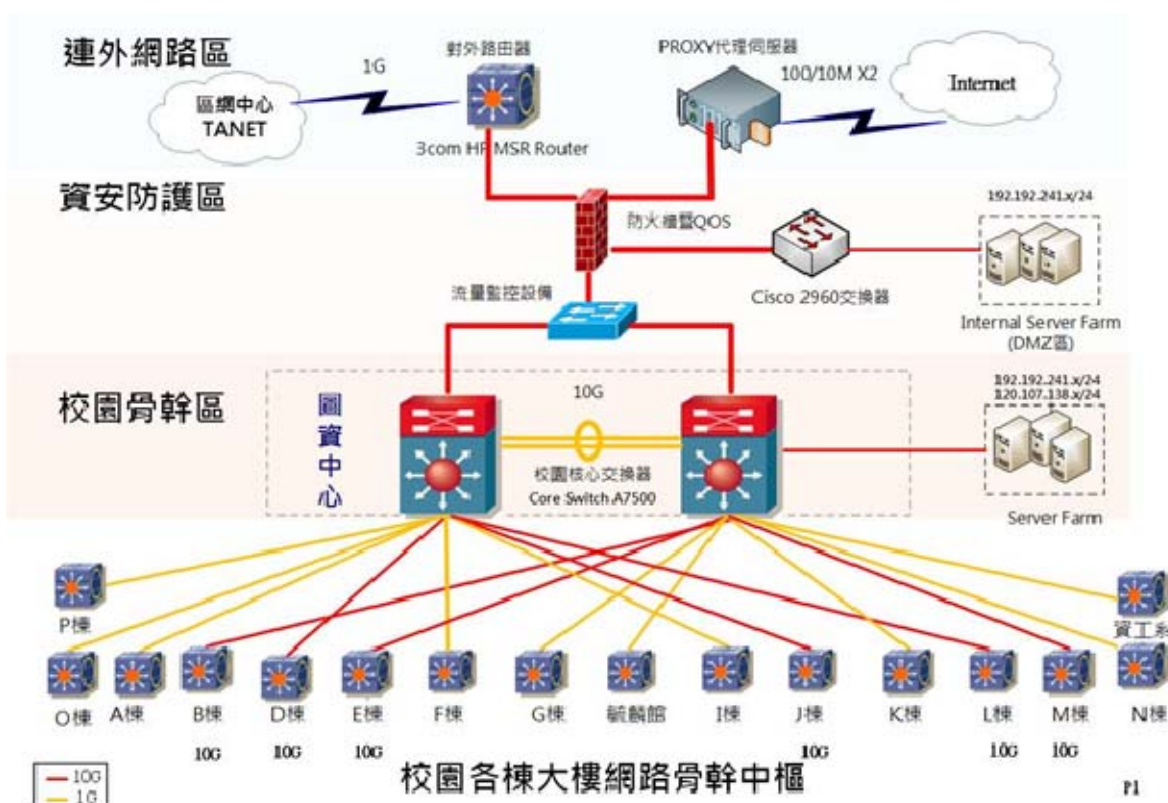 連外網路區
對外路由器
PROXY代理伺服器
1G
100/10M X2
Internet
區網中心
TANET
3com HP MSR Router
資安防護區
防火牆暨QOS
192.192.241.x/24
流量監控設備
Cisco 2960交換器
Internal Server Farm
(DMZ區)
校園骨幹區
圖資中心
10G
192.192.241.x/24
120.107.138.x/24
校園核心交換器
Core Switch A7500
Server Farm
P棟
資工系
O棟
A棟
B棟
D棟
E棟
F棟
G棟
毓麟館
I棟
J棟
K棟
L棟
M棟
N棟
10G
10G
10G
10G
10G
10G
10G
1G
校園各棟大樓網路骨幹中樞
P1